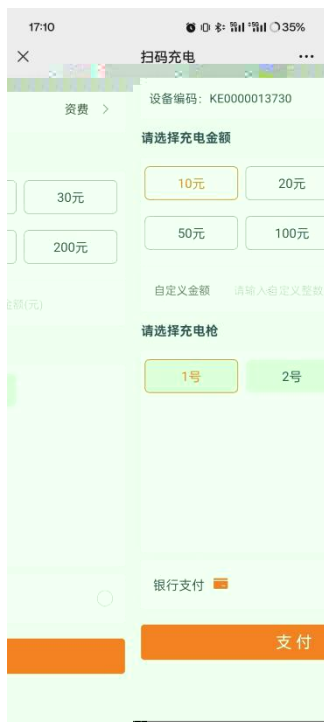 17:10
35%
扫码充电
设备编码: KE0000013730
资费 >
请选择充电金额
10元 20元 30元
50元 100元 200元
自定义金额 请输入自定义整数金额(元)
请选择充电枪
1号 2号
银行支付
支付